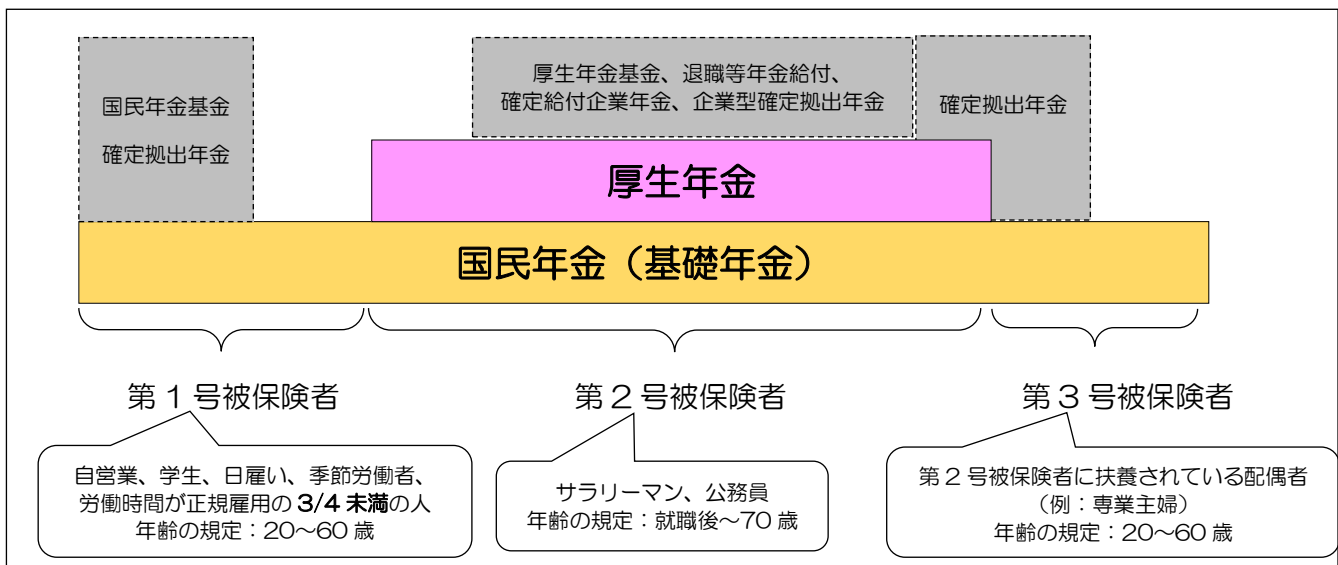 国民年金基金
確定拠出年金
厚生年金基金、退職等年金給付、
確定給付企業年金、企業型確定拠出年金
確定拠出年金
厚生年金
国民年金（基礎年金）
第１号被保険者
第２号被保険者
第３号被保険者
自営業、学生、日雇い、季節労働者、
労働時間が正規雇用の 3/4 未満の人
年齢の規定：20～60 歳
サラリーマン、公務員
年齢の規定：就職後～70 歳
第２号被保険者に扶養されている配偶者
（例：専業主婦）
年齢の規定：20～60 歳